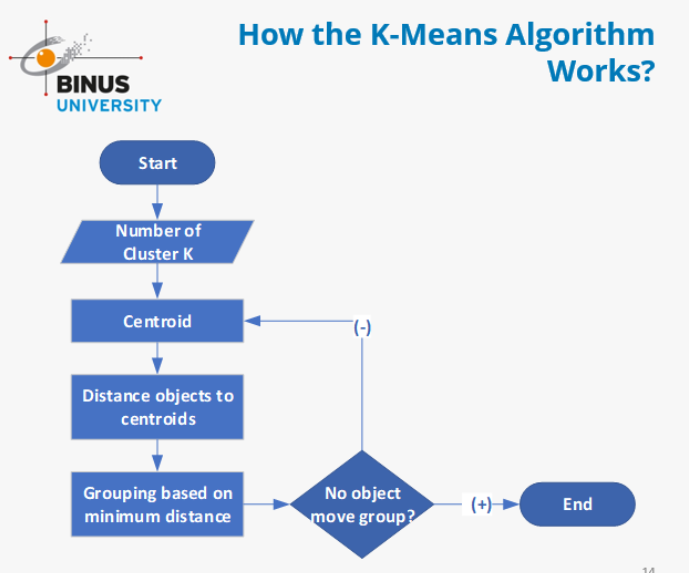 How the K-Means Algorithm
Works?
BINUS
UNIVERSITY
Start
Number of
Cluster K
Centroid
(-)
Distance objects to
centroids
Grouping based on
minimum distance
No object
move group?
(+)
End
14